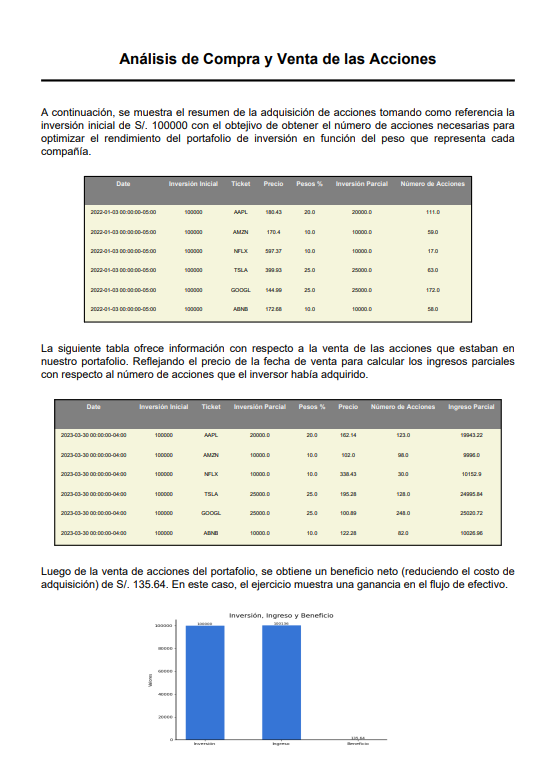 Análisis de Compra y Venta de las Acciones
A continuación, se muestra el resumen de la adquisición de acciones tomando como referencia la
inversión inicial de S/. 100000 con el obtejivo de obtener el número de acciones necesarias para
optimizar el rendimiento del portafolio de inversión en función del peso que representa cada
compañía.
Date Inversión Inicial Ticket Precio Pesos % Inversión Parcial Número de Acciones
2022-01-03 00:00:00-05:00 100000 AAPL 180.43 20.0 20000.0 111.0
2022-01-03 00:00:00-05:00 100000 AMZN 170.4 10.0 10000.0 59.0
2022-01-03 00:00:00-05:00 100000 NFLX 597.37 10.0 10000.0 17.0
2022-01-03 00:00:00-05:00 100000 TSLA 399.93 25.0 25000.0 63.0
2022-01-03 00:00:00-05:00 100000 GOOGL 144.99 25.0 25000.0 172.0
2022-01-03 00:00:00-05:00 100000 ABNB 172.68 10.0 10000.0 58.0
La siguiente tabla ofrece información con respecto a la venta de las acciones que estaban en
nuestro portafolio. Reflejando el precio de la fecha de venta para calcular los ingresos parciales
con respecto al número de acciones que el inversor había adquirido.
Date Inversión Inicial Ticket Inversión Parcial Pesos % Precio Número de Acciones Ingreso Parcial
2023-03-30 00:00:00-04:00 100000 AAPL 20000.0 20.0 162.14 123.0 19943.22
2023-03-30 00:00:00-04:00 100000 AMZN 10000.0 10.0 102.0 98.0 9996.0
2023-03-30 00:00:00-04:00 100000 NFLX 10000.0 10.0 338.43 30.0 10152.9
2023-03-30 00:00:00-04:00 100000 TSLA 25000.0 25.0 195.28 128.0 24995.84
2023-03-30 00:00:00-04:00 100000 GOOGL 25000.0 25.0 100.89 248.0 25020.72
2023-03-30 00:00:00-04:00 100000 ABNB 10000.0 10.0 122.28 82.0 10026.96
Luego de la venta de acciones del portafolio, se obtiene un beneficio neto (reduciendo el costo de
adquisición) de S/. 135.64. En este caso, el ejercicio muestra una ganancia en el flujo de efectivo.
Inversión, Ingreso y Beneficio
100000
80000
60000
40000
20000
0
Valores
100000
100136
135.64
Inversión
Ingreso
Beneficio